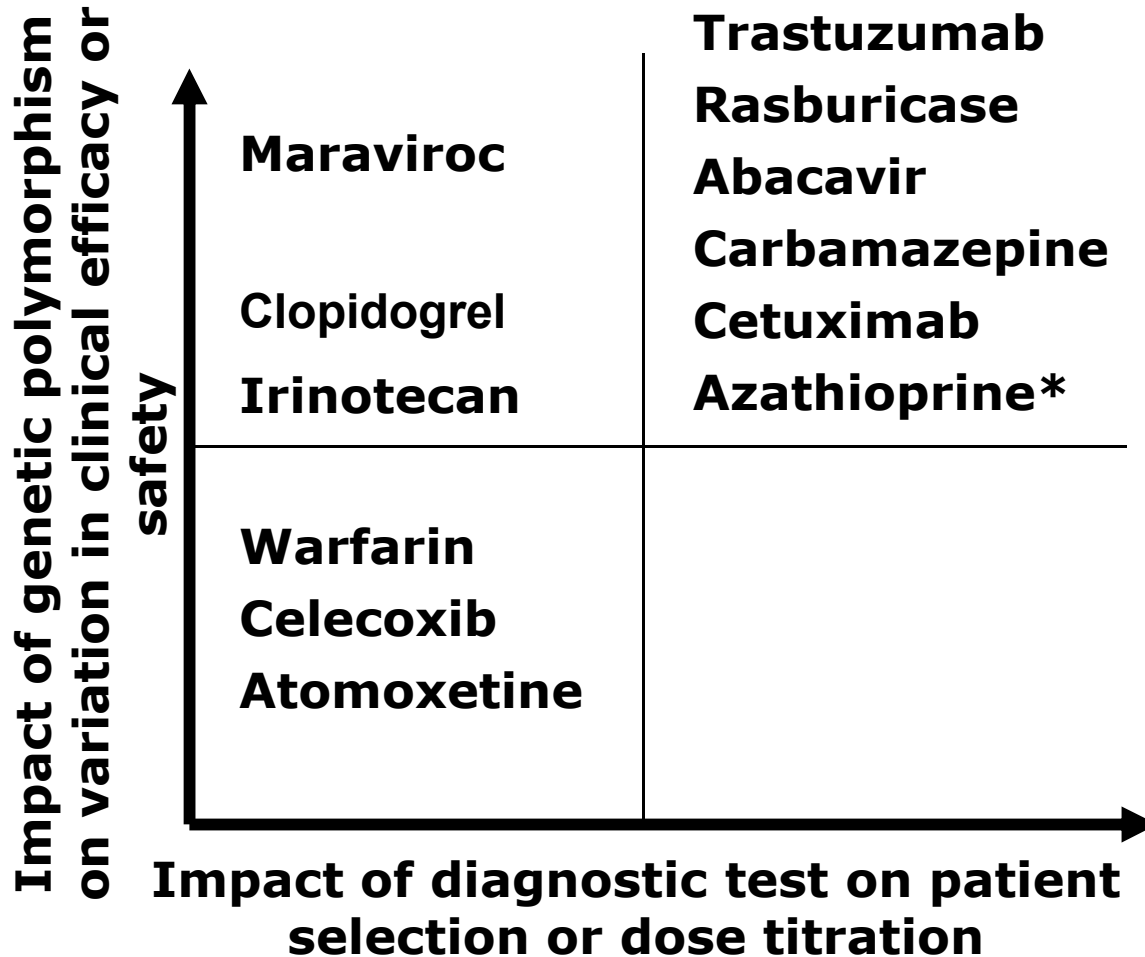 Impact of genetic polymorphism
on variation in clinical efficacy or
safety
Maraviroc
Clopidogrel
Irinotecan
Trastuzumab
Rasburicase
Abacavir
Carbamazepine
Cetuximab
Azathioprine*
Warfarin
Celecoxib
Atomoxetine
Impact of diagnostic test on patient
selection or dose titration